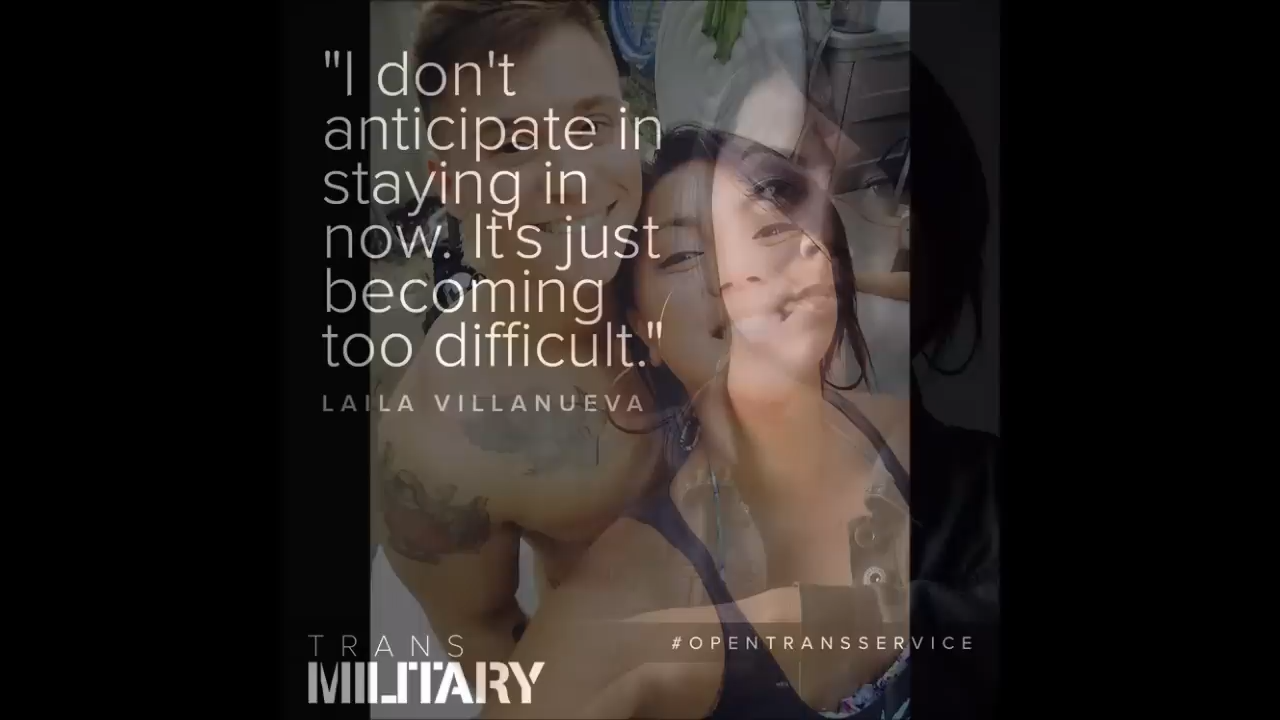 "I don't
anticipate in
staying in
now. It's just
becoming
too difficult."
LAILA VILLANUEVA
TRANS
MILITARY
#OPENTRANSSERVICE